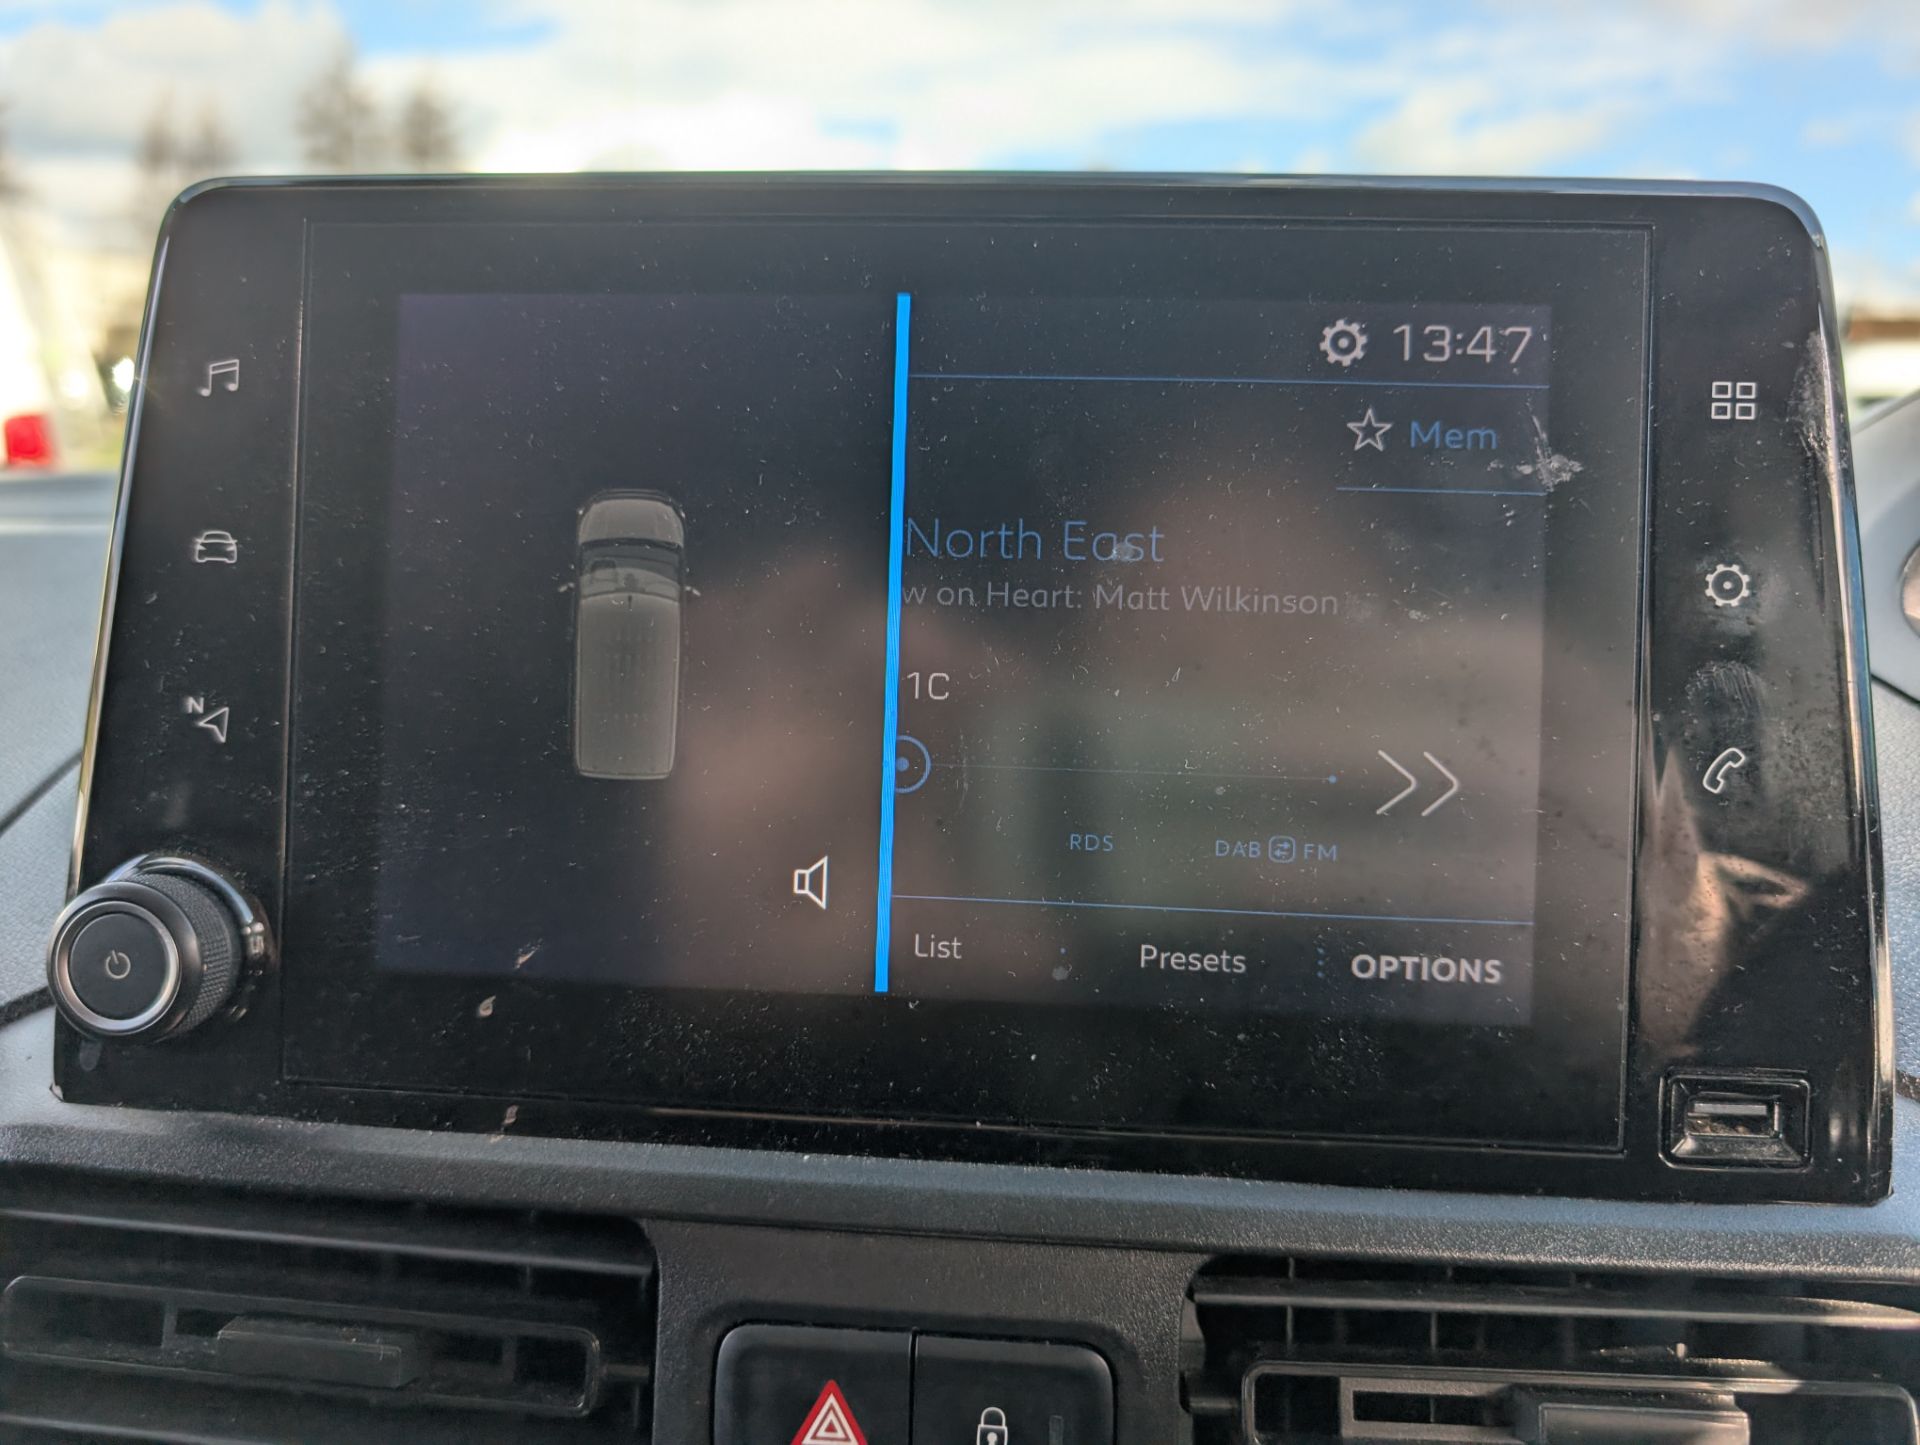 13:47
Mem
North East
w on Heart: Matt Wilkinson
1C
RDS
DAB FM
List
Presets
OPTIONS
N